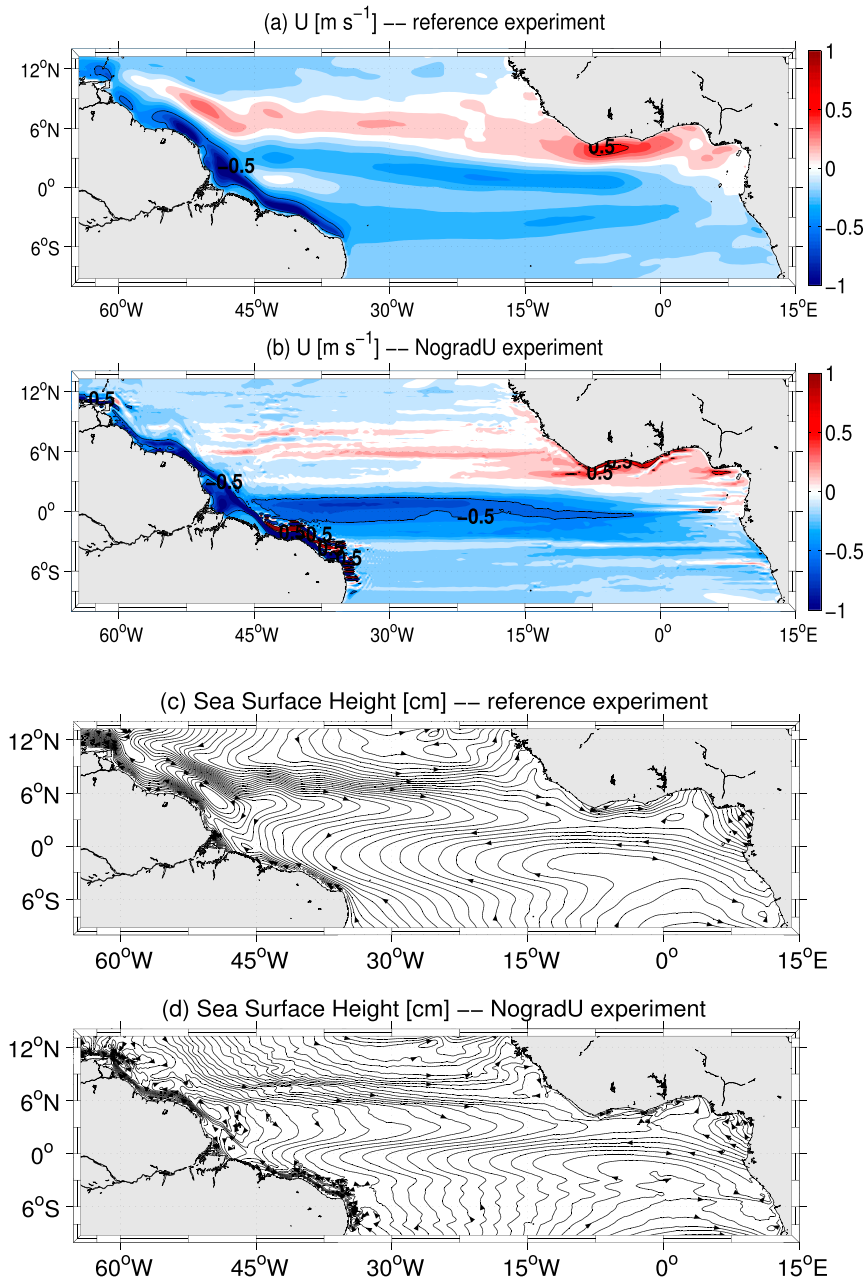 (a) U [m s⁻¹] −− reference experiment
12°N
6°N
0°
6°S
60°W 45°W 30°W 15°W 0° 15°E
1
0.5
0
−0.5
−1
−0.5
0.5
(b) U [m s⁻¹] −− NogradU experiment
12°N
6°N
0°
6°S
60°W 45°W 30°W 15°W 0° 15°E
1
0.5
0
−0.5
−1
−0.5
−0.5
−0.5
(c) Sea Surface Height [cm] −− reference experiment
12°N
6°N
0°
6°S
60°W 45°W 30°W 15°W 0° 15°E
(d) Sea Surface Height [cm] −− NogradU experiment
12°N
6°N
0°
6°S
60°W 45°W 30°W 15°W 0° 15°E